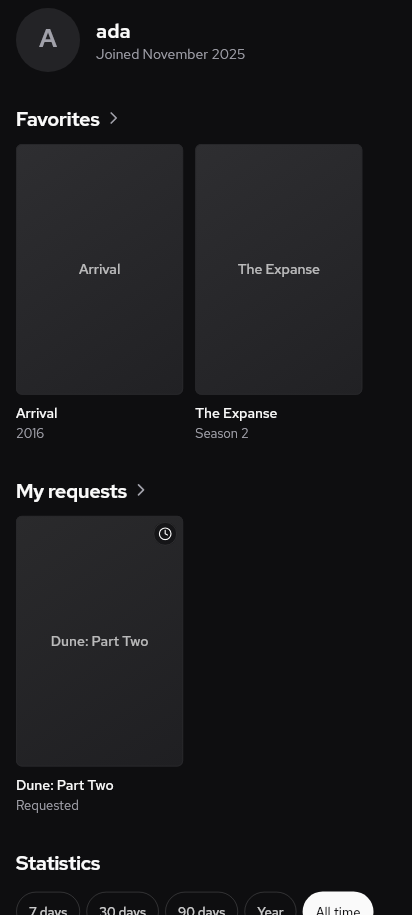 A
ada
Joined November 2025
Favorites
Arrival
The Expanse
Arrival
The Expanse
2016
Season 2
My requests
Dune: Part Two
Dune: Part Two
Requested
Statistics
7 days 30 days 90 days Year All time